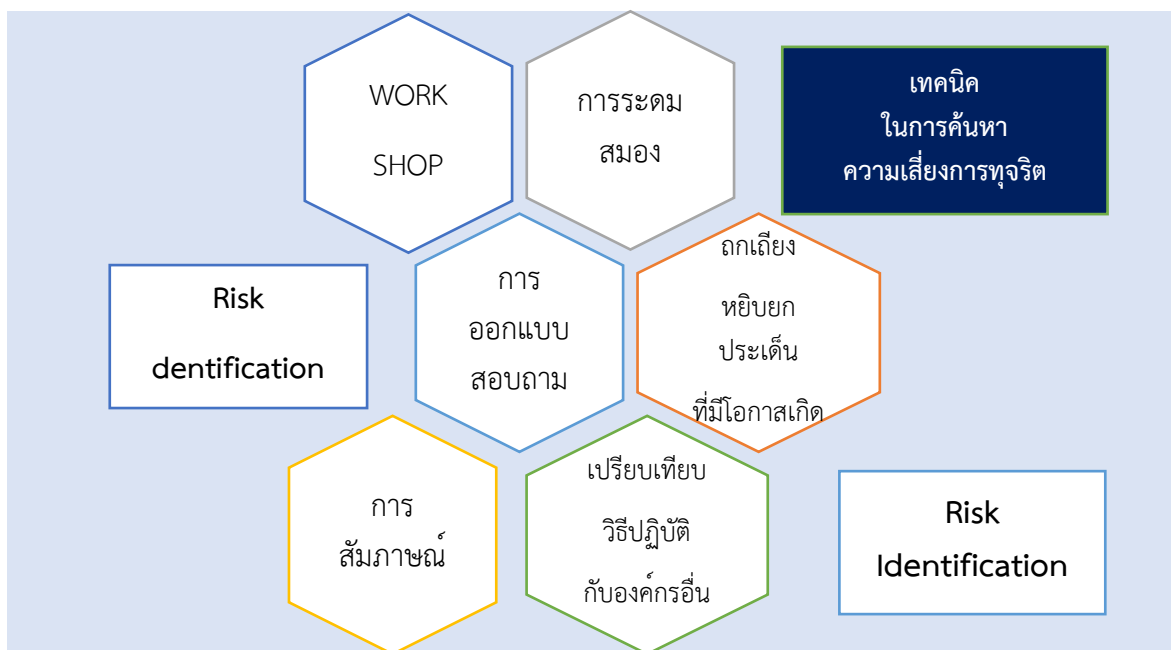 WORK
SHOP
การระดม
สมอง
เทคนิค
ในการค้นหา
ความเสี่ยงการทุจริต
Risk
dentification
การ
ออกแบบ
สอบถาม
ถกเถียง
หยิบยก
ประเด็น
ที่มีโอกาสเกิด
การ
สัมภาษณ์
เปรียบเทียบ
วิธีปฏิบัติ
กับองค์กรอื่น
Risk
Identification